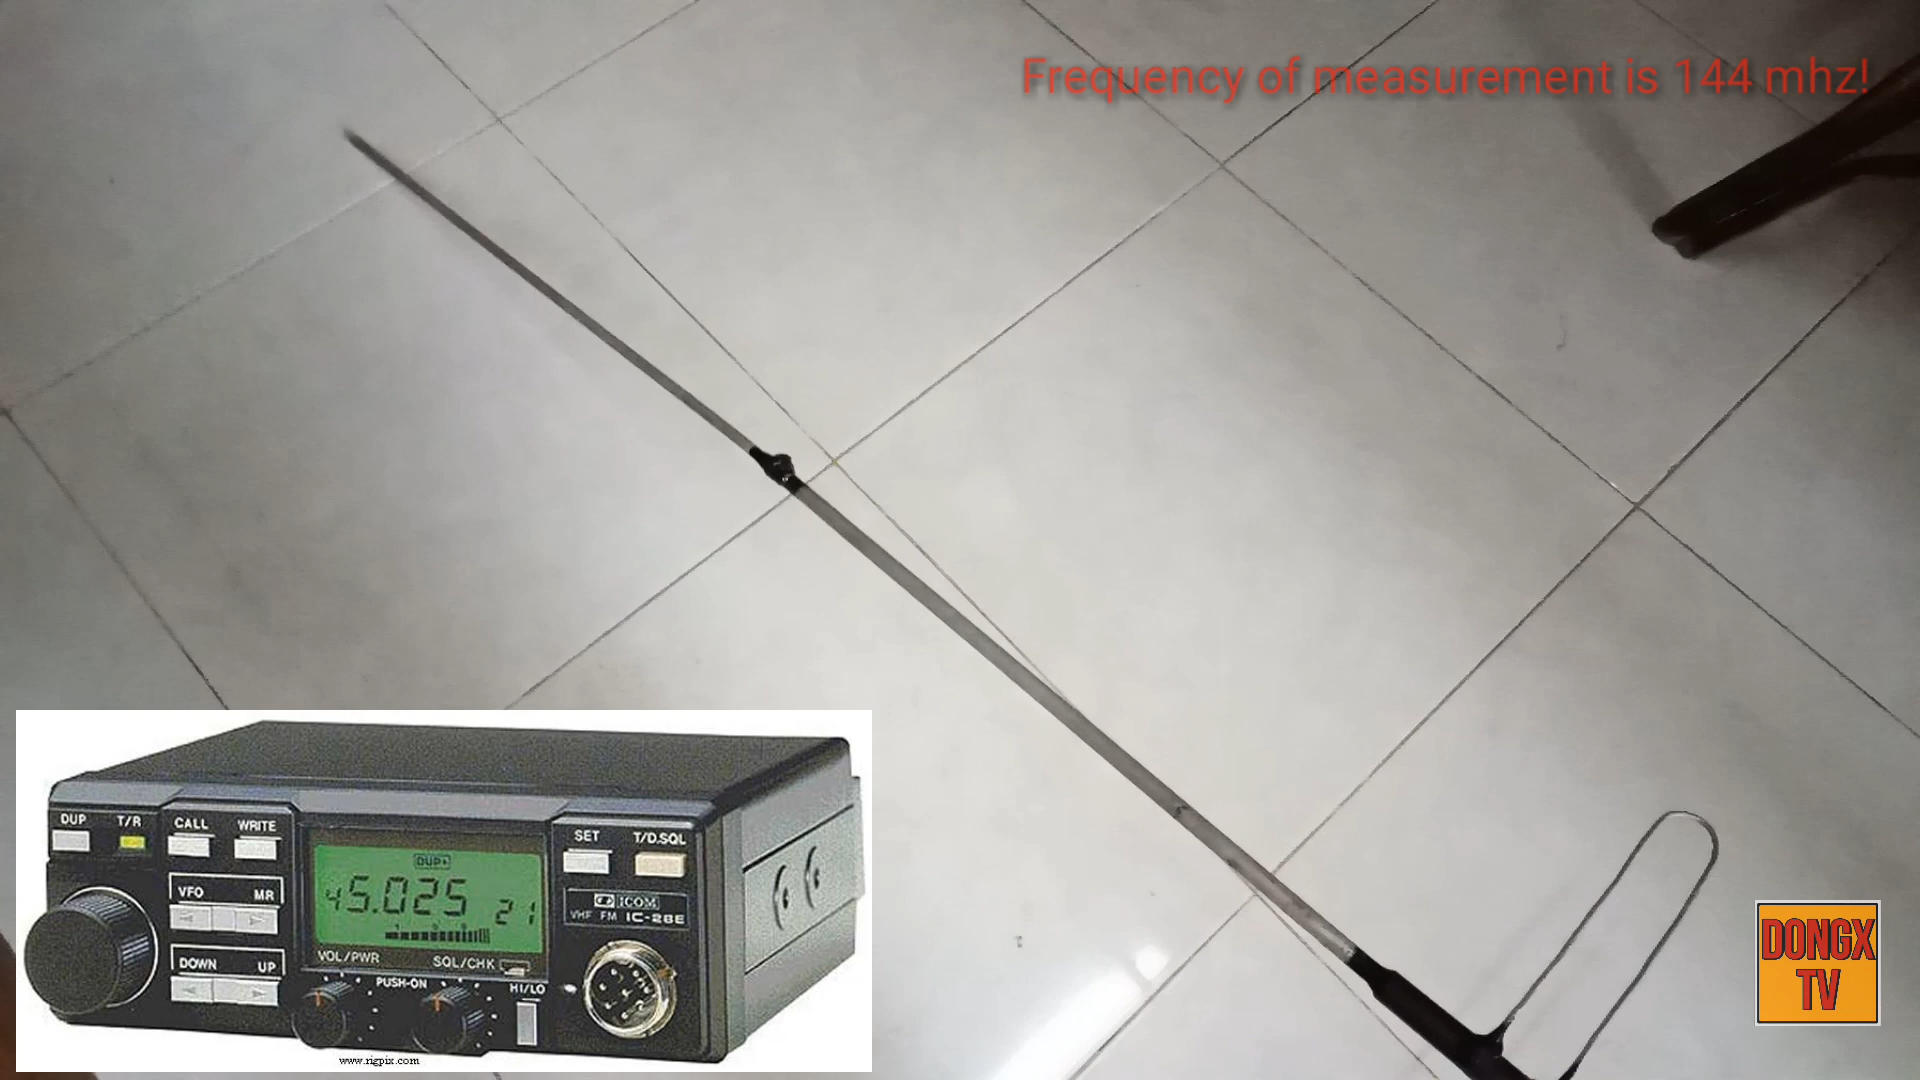 Frequency of measurement is 144 mhz!
DUP T/R CALL WRITE
SET T/D.SQL
DUP+
45.025 21
VFO MR
ICOM
VHF FM IC-28E
DOWN UP
VOL/PWR SQL/CHK
PUSH-ON HI/LO
www.rigpix.com
DONGX
TV